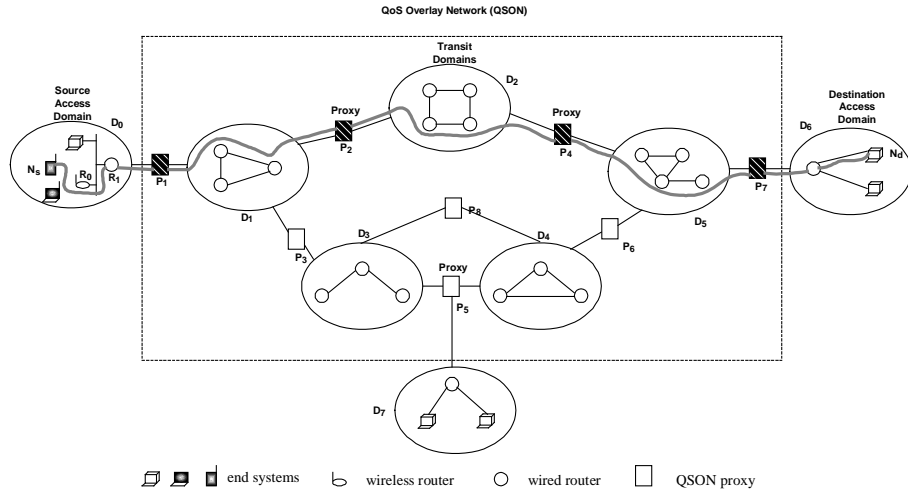 QoS Overlay Network (QSON)
Transit
Domains
D2
Source
Access
Domain
D0
Proxy
P2
Proxy
P4
Destination
Access
Domain
D6
Ns
R0
R1
P1
D1
D5
P7
Nd
P3
D3
P8
D4
P6
Proxy
P5
D7
end systems
wireless router
wired router
QSON proxy